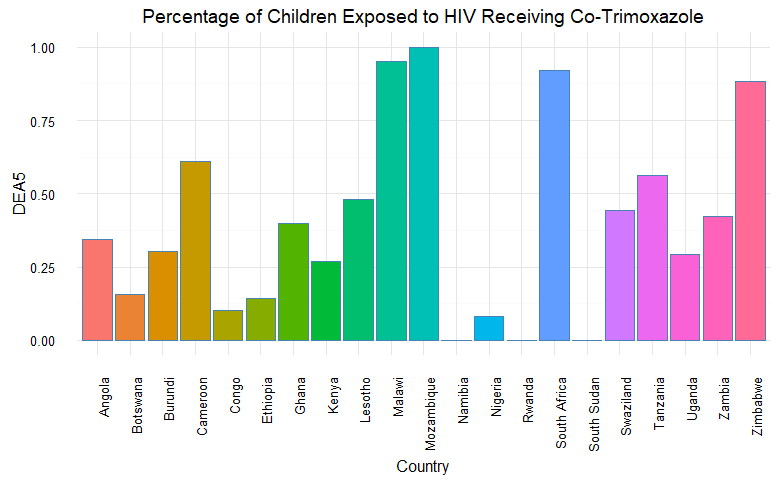 Percentage of Children Exposed to HIV Receiving Co-Trimoxazole
1.00
0.75
0.50
0.25
0.00
DEA5
Angola
Botswana
Burundi
Cameroon
Congo
Ethiopia
Ghana
Kenya
Lesotho
Malawi
Mozambique
Namibia
Nigeria
Rwanda
South Africa
South Sudan
Swaziland
Tanzania
Uganda
Zambia
Zimbabwe
Country